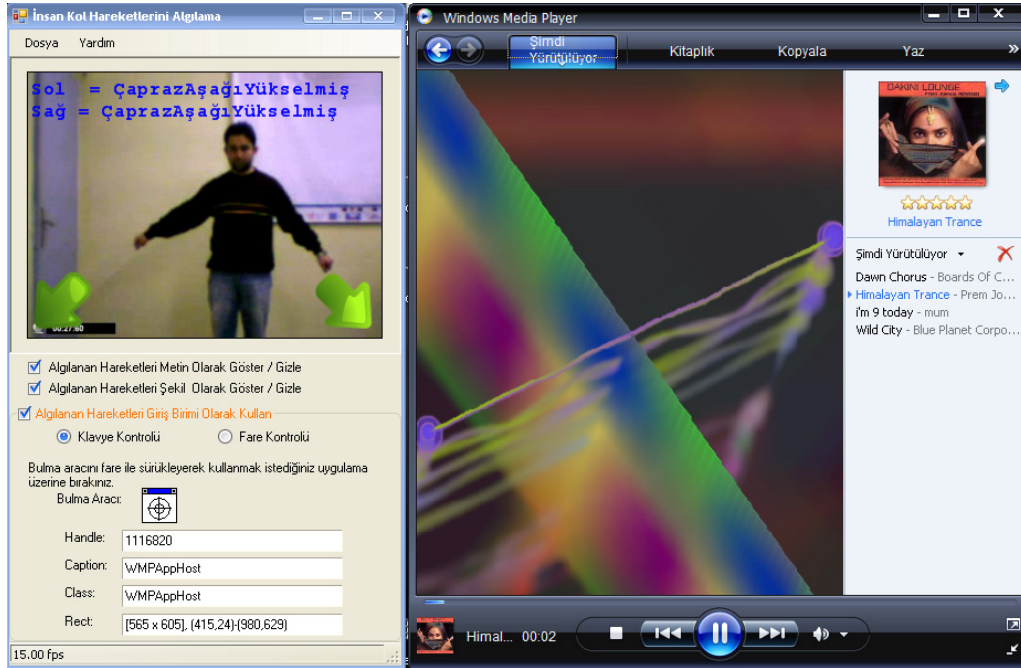 İnsan Kol Hareketlerini Algılama
Dosya Yardım
Sol = ÇaprazAşağıYükselmiş
Sağ = ÇaprazAşağıYükselmiş
00:27.60
Algılanan Hareketleri Metin Olarak Göster / Gizle
Algılanan Hareketleri Şekil Olarak Göster / Gizle
Algılanan Hareketleri Giriş Birimi Olarak Kullan
Klavye Kontrolü Fare Kontrolü
Bulma aracını fare ile sürükleyerek kullanmak istediğiniz uygulama
üzerine bırakınız.
Bulma Aracı:
Handle: 1116820
Caption: WMPAppHost
Class: WMPAppHost
Rect: [565 x 605], (415,24)-(980,629)
15.00 fps
Windows Media Player
Şimdi
Yürütülüyor
Kitaplık Kopyala Yaz »
DAKINI LOUNGE
Himalayan Trance
Şimdi Yürütülüyor
Dawn Chorus - Boards Of C...
Himalayan Trance - Prem Jo...
i'm 9 today - mum
Wild City - Blue Planet Corpo...
Himal... 00:02